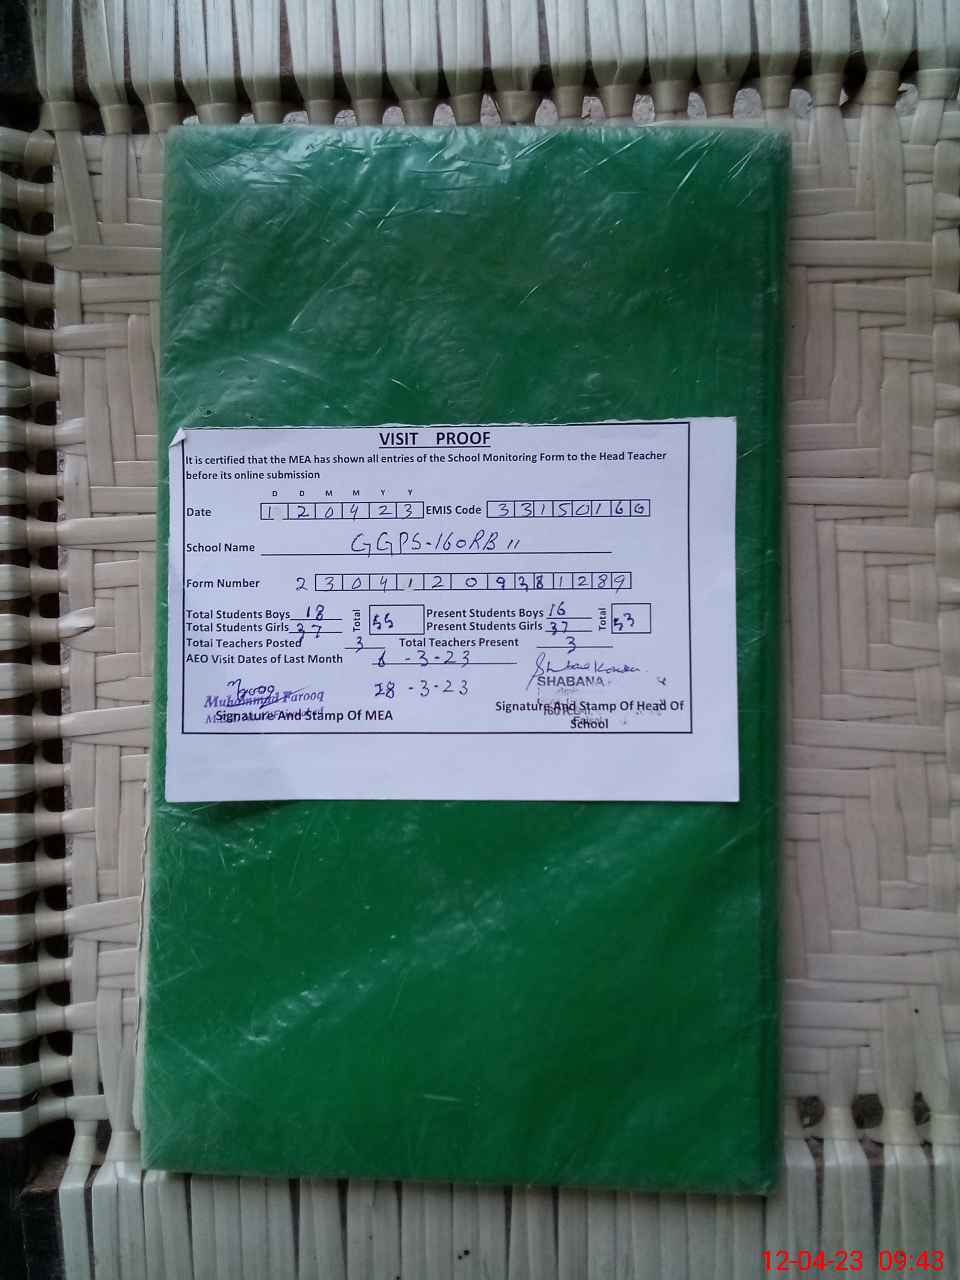 VISIT PROOF
It is certified that the MEA has shown all entries of the School Monitoring Form to the Head Teacher
before its online submission
D D M M Y Y
Date 1 2 0 4 2 3 EMIS Code 3 3 1 5 0 1 6 6
School Name GGPS-160RB II
Form Number 2 3 0 4 1 2 0 9 3 8 1 2 8 9
Total Students Boys 18 Total 55 Present Students Boys 16 Total 53
Total Students Girls 37 Present Students Girls 37
Total Teachers Posted 3 Total Teachers Present 3
AEO Visit Dates of Last Month 6-3-23
28-3-23
SHABANA
Muhammad Farooq
Signature And Stamp Of MEA
Signature And Stamp Of Head Of
School
12-04-23 09:43